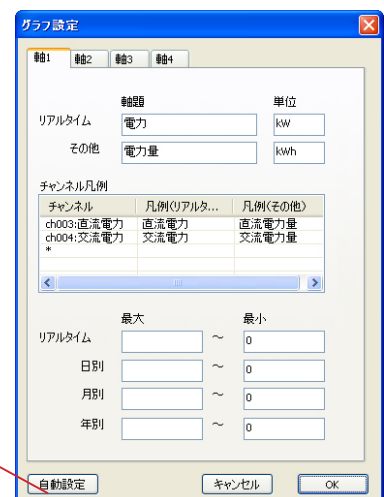 グラフ設定
軸1 軸2 軸3 軸4
軸題 単位
リアルタイム 電力 kW
その他 電力量 kWh
チャンネル凡例
チャンネル 凡例(リアルタ... 凡例(その他)
ch003:直流電力 直流電力 直流電力量
ch004:交流電力 交流電力 交流電力量
*
最大 最小
リアルタイム ～ 0
日別 ～ 0
月別 ～ 0
年別 ～ 0
自動設定 キャンセル OK